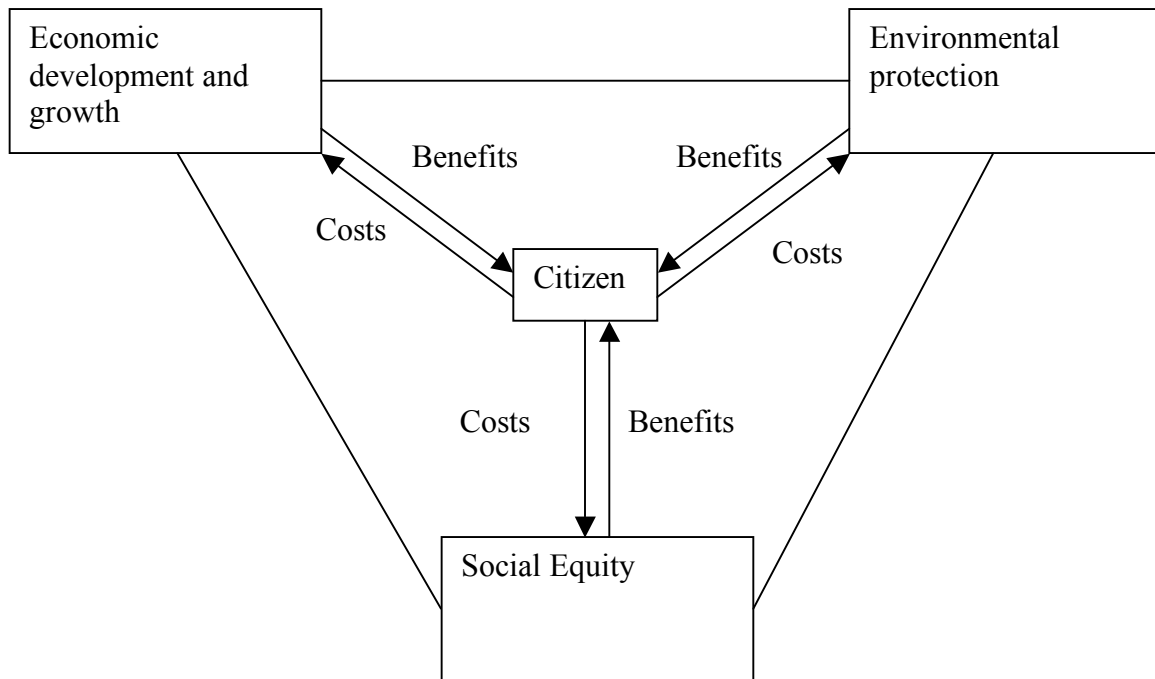 Economic
development and
growth
Environmental
protection
Benefits
Benefits
Costs
Costs
Citizen
Costs
Benefits
Social Equity